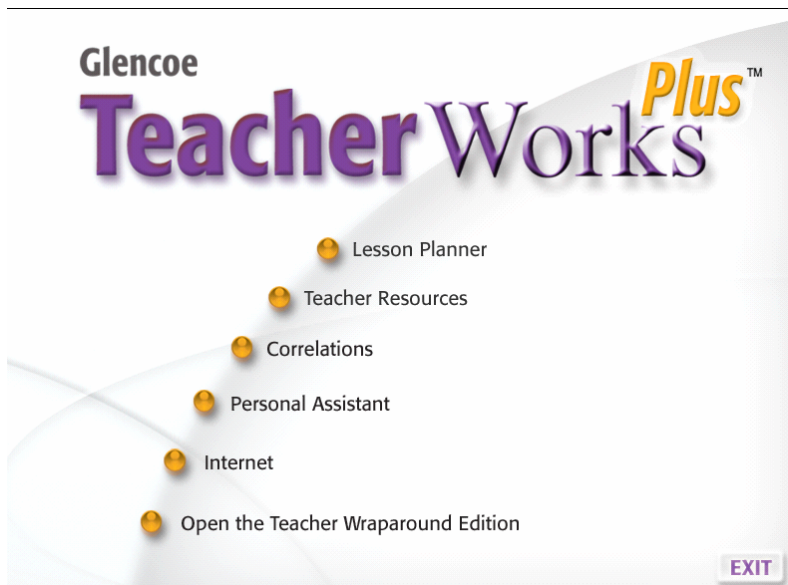 Glencoe
TeacherWorks Plus™
Lesson Planner
Teacher Resources
Correlations
Personal Assistant
Internet
Open the Teacher Wraparound Edition
EXIT